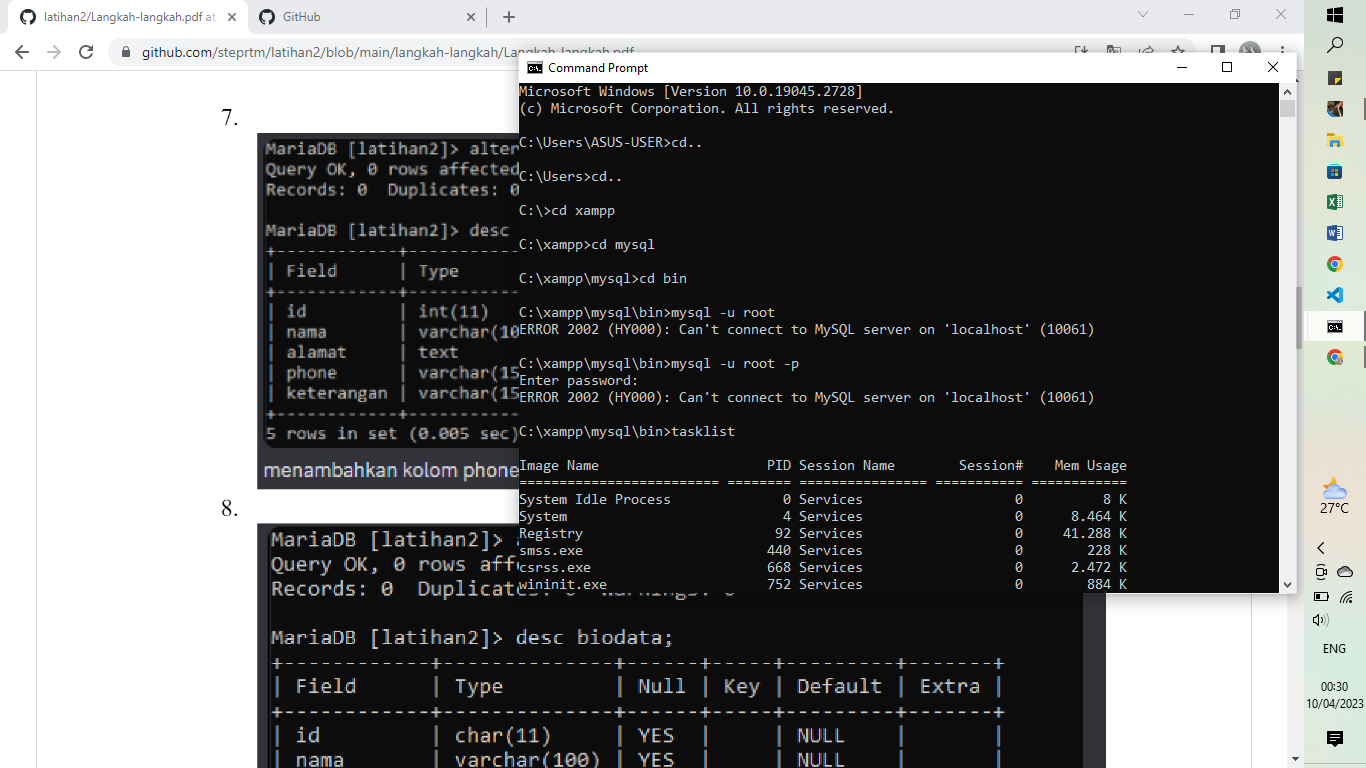 latihan2/Langkah-langkah.pdf at
GitHub
github.com/steprtm/latihan2/blob/main/langkah-langkah/Langkah-langkah.pdf
7.
MariaDB [latihan2]> alter
Query OK, 0 rows affected
Records: 0 Duplicates: 0
MariaDB [latihan2]> desc
| Field | Type
| id | int(11)
| nama | varchar(10
| alamat | text
| phone | varchar(15
| keterangan | varchar(15
5 rows in set (0.005 sec)
menambahkan kolom phone
8.
MariaDB [latihan2]>
Query OK, 0 rows aff
Records: 0 Duplicates: 0 Warnings: 0
MariaDB [latihan2]> desc biodata;
| Field | Type | Null | Key | Default | Extra |
| id | char(11) | YES | | NULL | |
| nama | varchar(100) | YES | | NULL | |
Command Prompt
Microsoft Windows [Version 10.0.19045.2728]
(c) Microsoft Corporation. All rights reserved.
C:\Users\ASUS-USER>cd..
C:\Users>cd..
C:\>cd xampp
C:\xampp>cd mysql
C:\xampp\mysql>cd bin
C:\xampp\mysql\bin>mysql -u root
ERROR 2002 (HY000): Can't connect to MySQL server on 'localhost' (10061)
C:\xampp\mysql\bin>mysql -u root -p
Enter password:
ERROR 2002 (HY000): Can't connect to MySQL server on 'localhost' (10061)
C:\xampp\mysql\bin>tasklist
Image Name PID Session Name Session# Mem Usage
========================= ======== ================ =========== ============
System Idle Process 0 Services 0 8 K
System 4 Services 0 8.464 K
Registry 92 Services 0 41.288 K
smss.exe 440 Services 0 228 K
csrss.exe 668 Services 0 2.472 K
wininit.exe 752 Services 0 884 K
27°C
ENG
00:30
10/04/2023